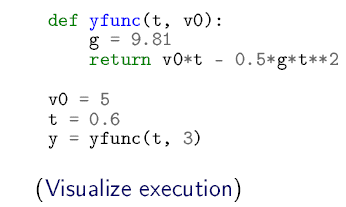 def yfunc(t, v0):
    g = 9.81
    return v0*t - 0.5*g*t**2

v0 = 5
t = 0.6
y = yfunc(t, 3)

(Visualize execution)